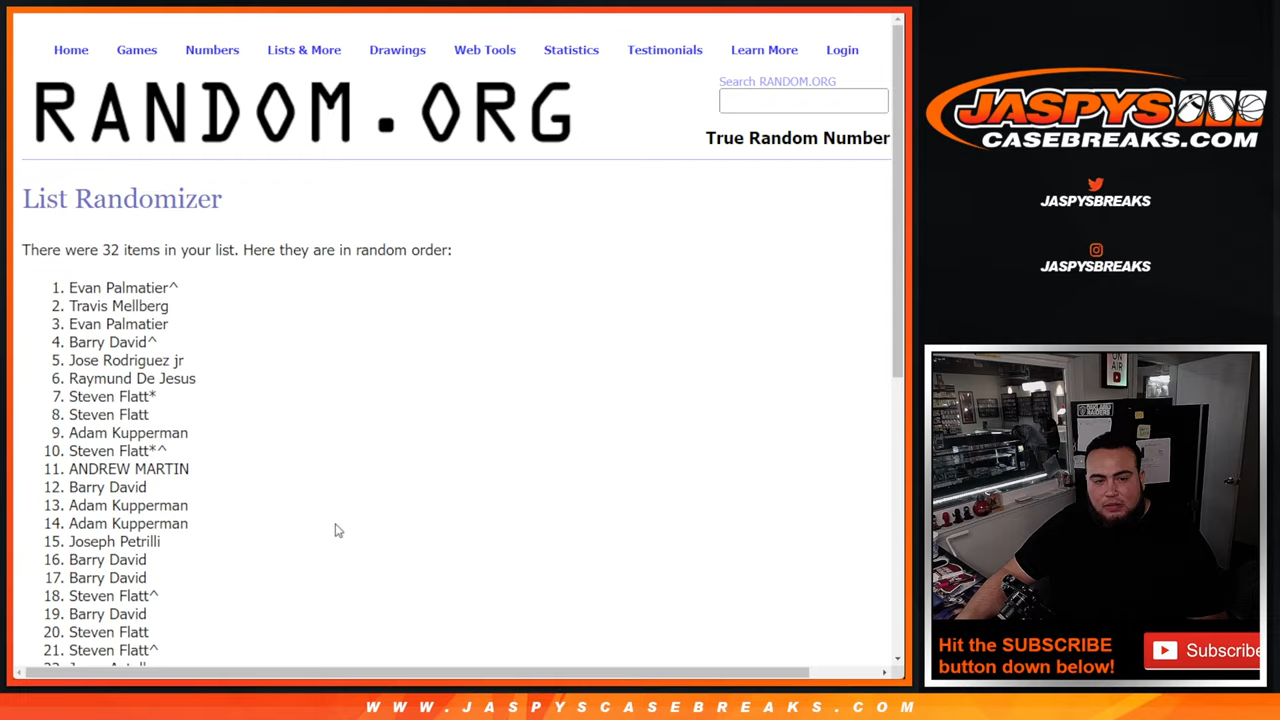 Home Games Numbers Lists & More Drawings Web Tools Statistics Testimonials Learn More Login
RANDOM.ORG
Search RANDOM.ORG
True Random Number
List Randomizer
There were 32 items in your list. Here they are in random order:
1. Evan Palmatier^
2. Travis Mellberg
3. Evan Palmatier
4. Barry David^
5. Jose Rodriguez jr
6. Raymund De Jesus
7. Steven Flatt*
8. Steven Flatt
9. Adam Kupperman
10. Steven Flatt*^
11. ANDREW MARTIN
12. Barry David
13. Adam Kupperman
14. Adam Kupperman
15. Joseph Petrilli
16. Barry David
17. Barry David
18. Steven Flatt^
19. Barry David
20. Steven Flatt
21. Steven Flatt^
JASPYS
CASEBREAKS.COM
JASPYSBREAKS
JASPYSBREAKS
ON AIR
Hit the SUBSCRIBE
button down below!
Subscribe
WWW.JASPYSCASEBREAKS.COM